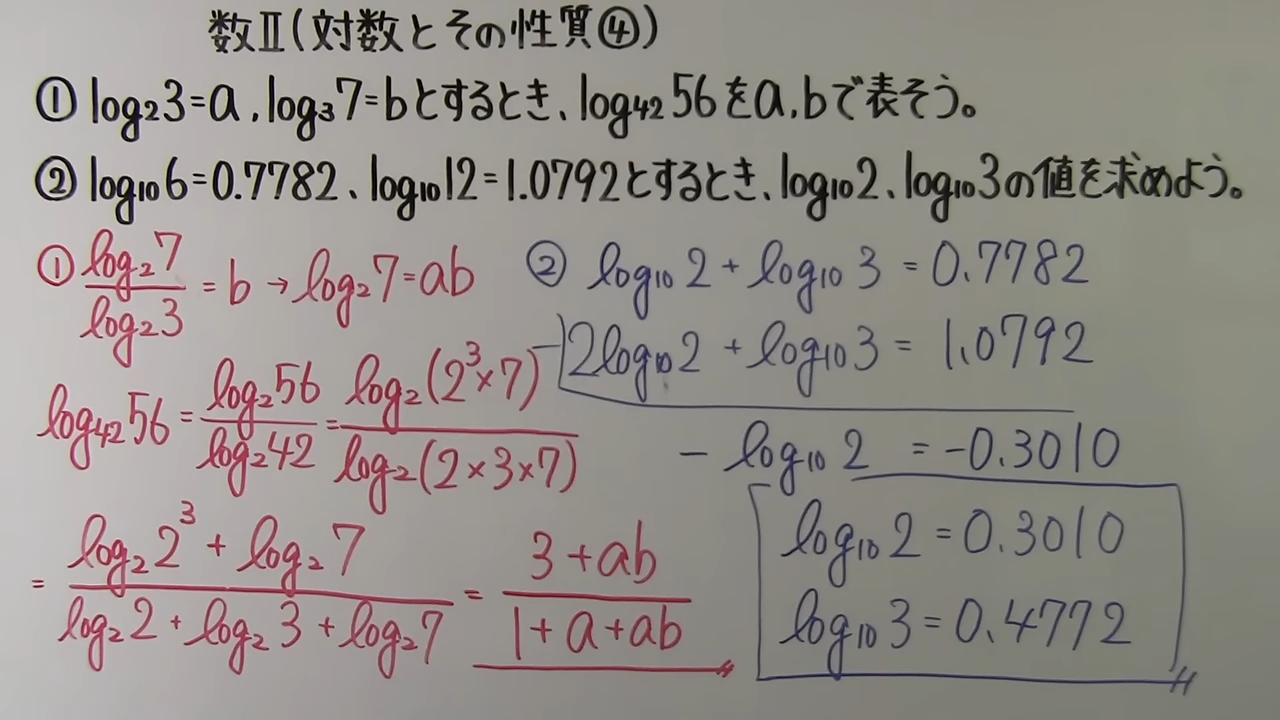 数Ⅱ(対数とその性質④)
① log₂3=a,log₃7=bとするとき、log₄₂56をa,bで表そう。
② log₁₀6=0.7782、log₁₀12=1.0792とするとき、log₁₀2、log₁₀3の値を求めよう。
① log₂7/log₂3 = b → log₂7=ab
log₄₂56 = log₂56/log₂42 = log₂(2³×7)/log₂(2×3×7)
= (log₂2³ + log₂7)/(log₂2 + log₂3 + log₂7) = (3+ab)/(1+a+ab)
② log₁₀2 + log₁₀3 = 0.7782
-)2log₁₀2 + log₁₀3 = 1.0792
-log₁₀2 = -0.3010
log₁₀2 = 0.3010
log₁₀3 = 0.4772